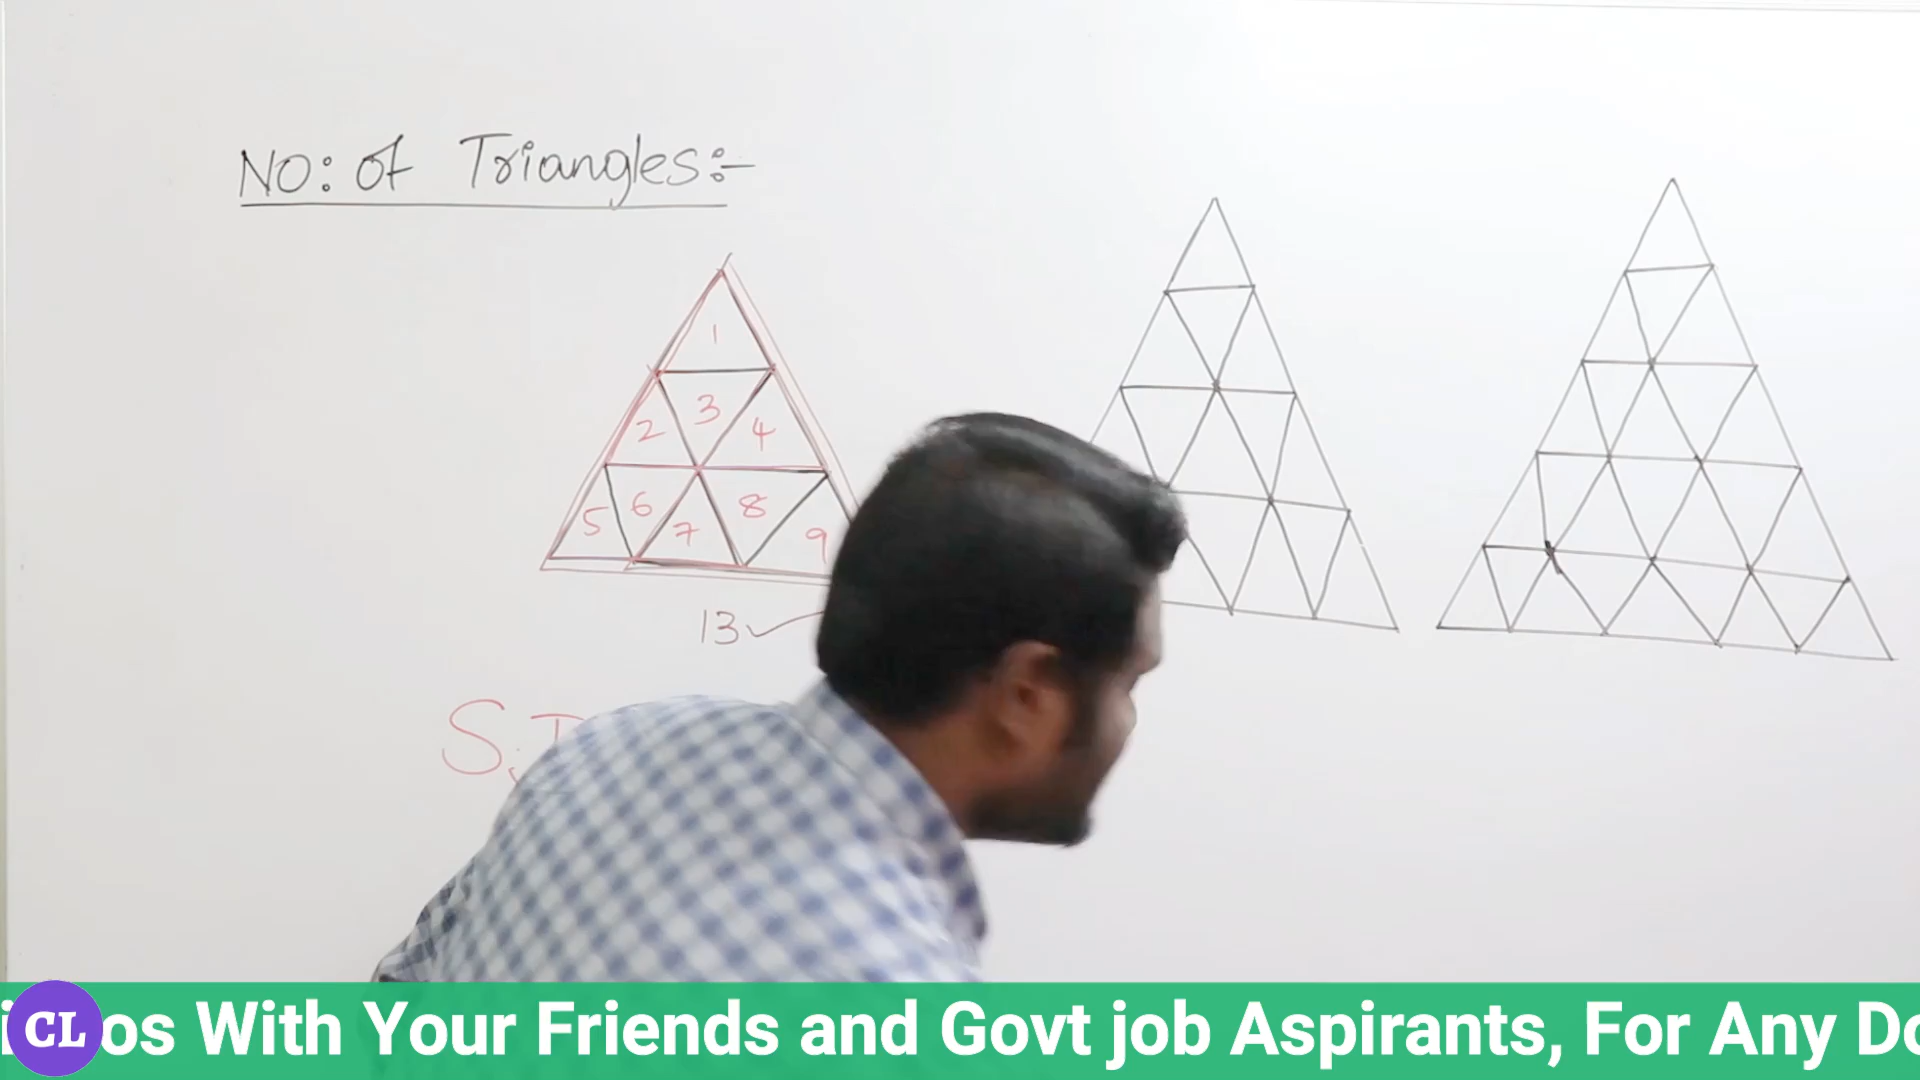 NO: of Triangles:-
1
2 3 4
5 6 7 8 9
13
CL
os With Your Friends and Govt job Aspirants, For Any